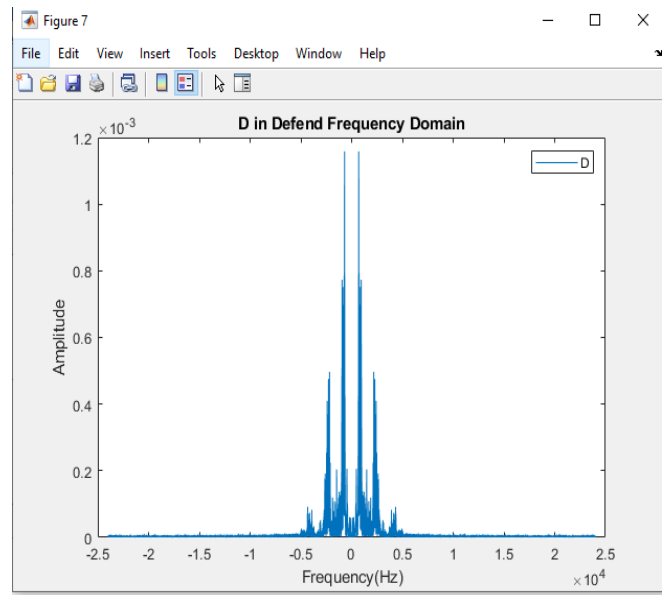 Figure 7
File Edit View Insert Tools Desktop Window Help
×10⁻³
D in Defend Frequency Domain
D
1.2
1
0.8
0.6
0.4
0.2
0
Amplitude
-2.5 -2 -1.5 -1 -0.5 0 0.5 1 1.5 2 2.5
Frequency(Hz)
×10⁴